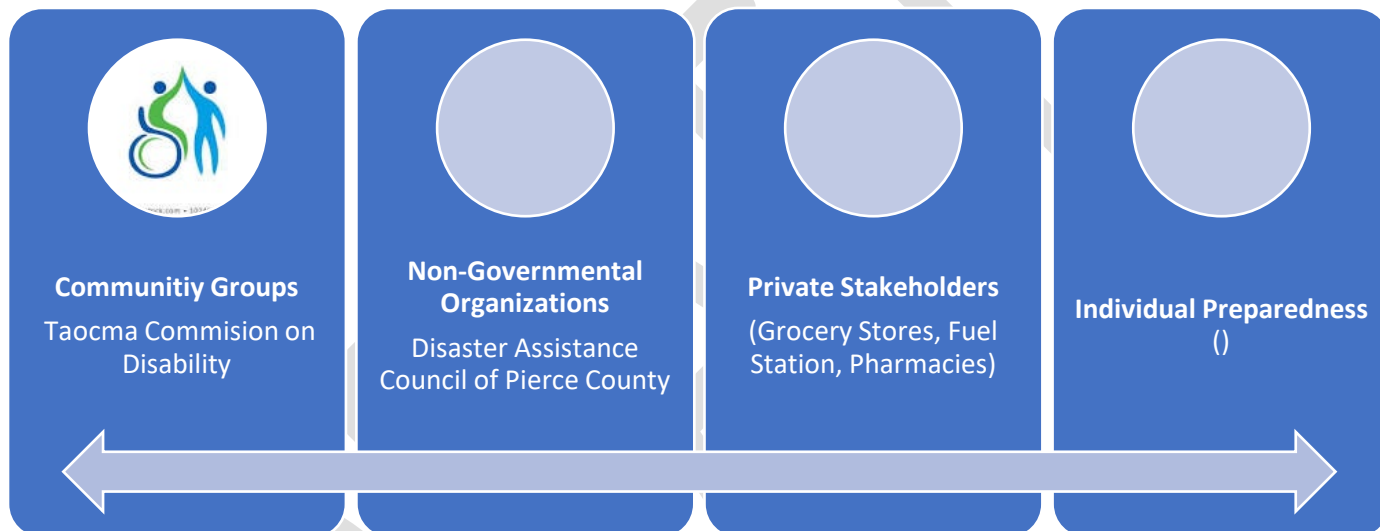 Communitiy Groups
Taocma Commision on
Disability
Non-Governmental
Organizations
Disaster Assistance
Council of Pierce County
Private Stakeholders
(Grocery Stores, Fuel
Station, Pharmacies)
Individual Preparedness
()